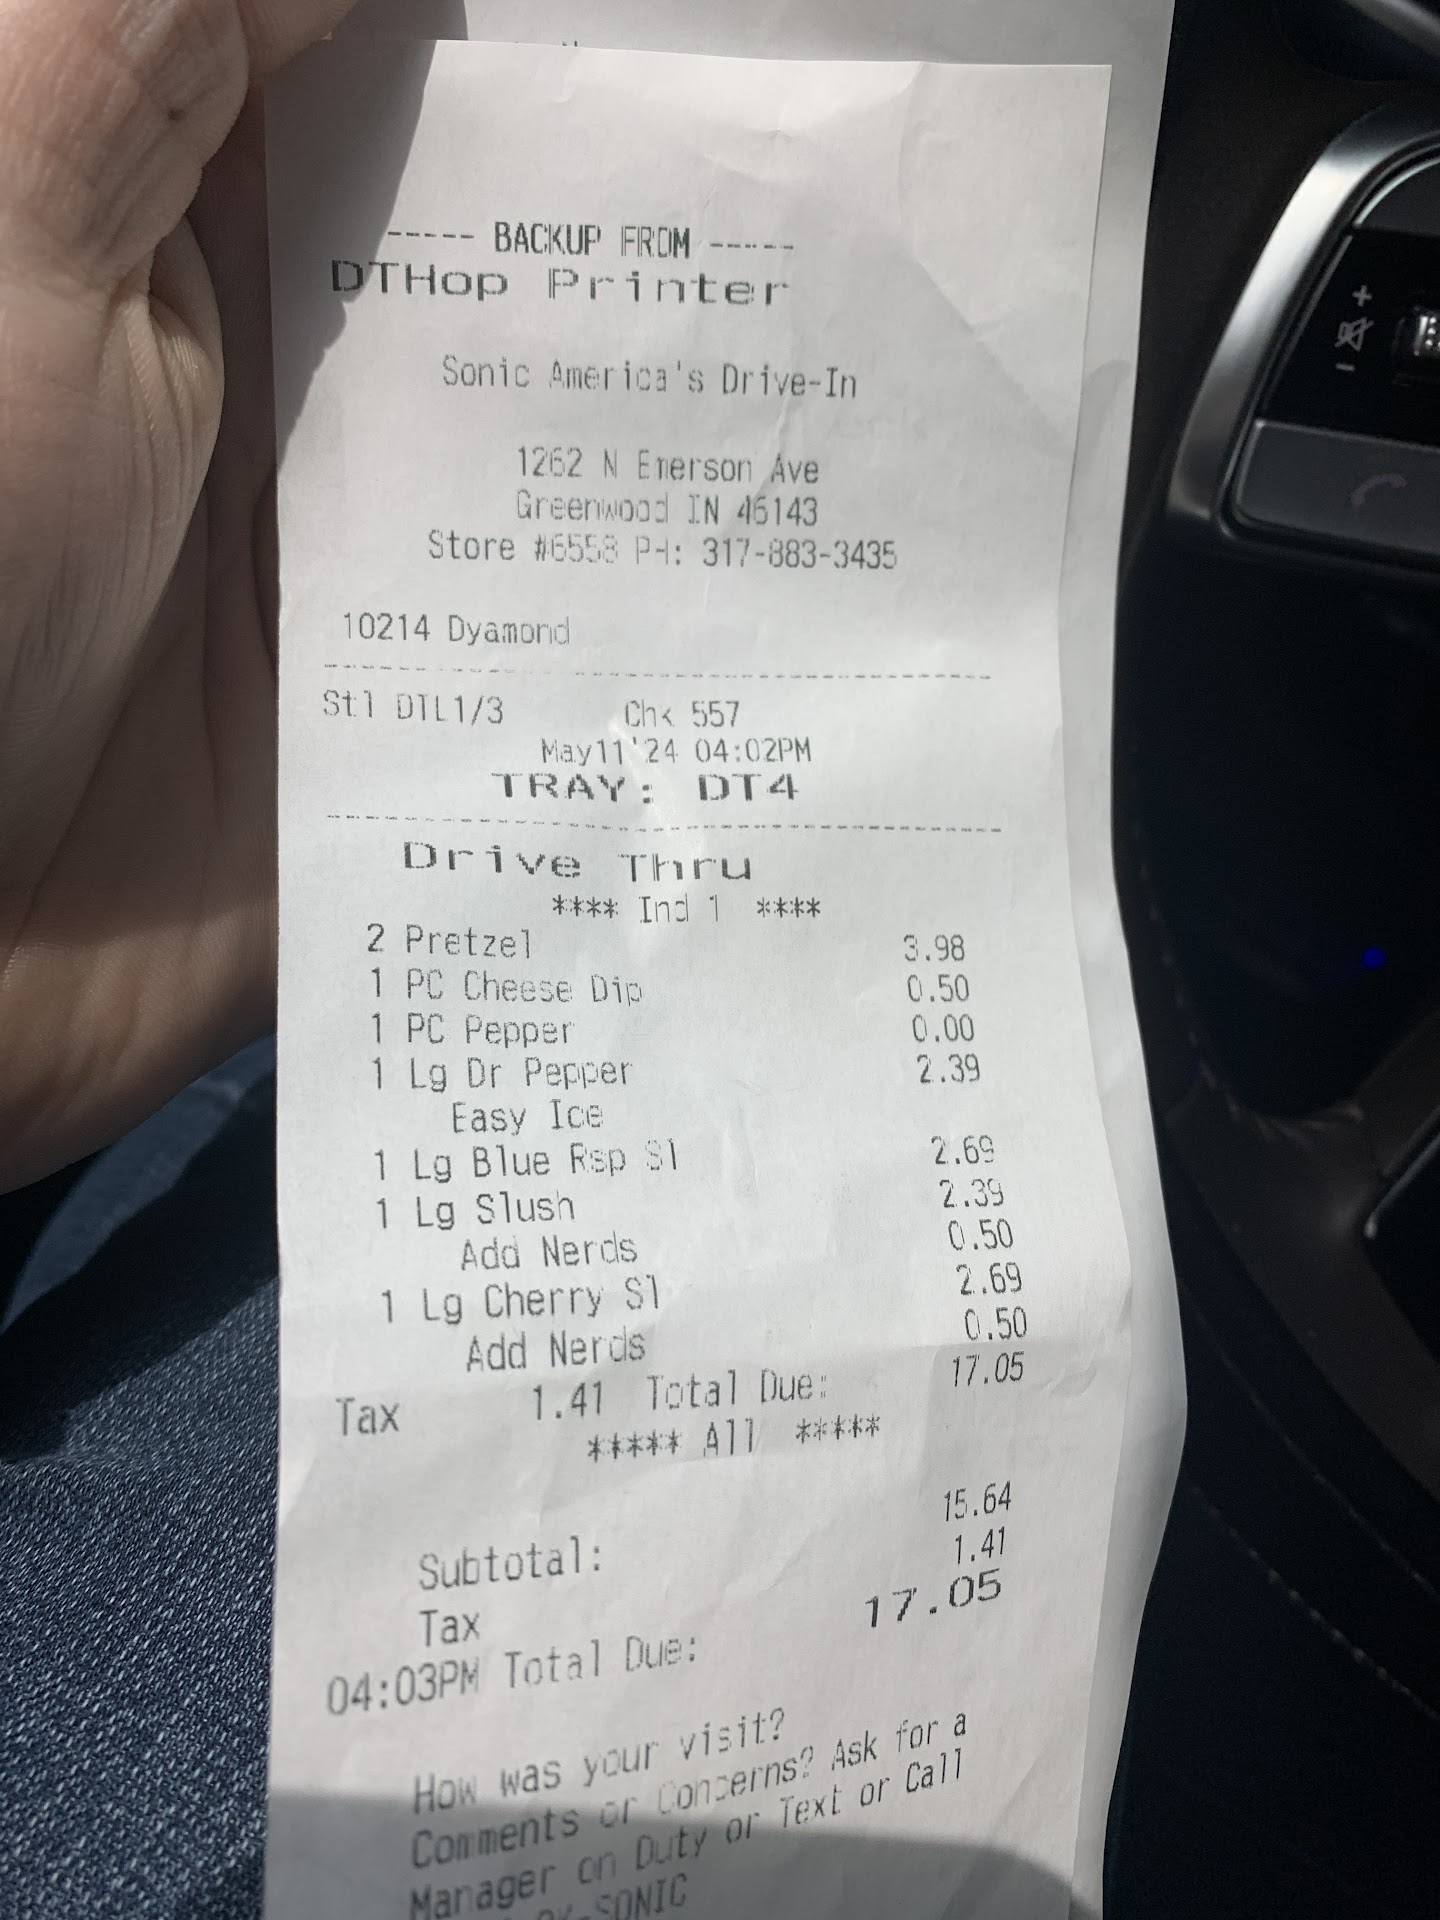 ----- BACKUP FROM -----
DTHop Printer
Sonic America's Drive-In
1262 N Emerson Ave
Greenwood IN 46143
Store #6558 PH: 317-883-3435
10214 Dyamond
Stl DTL1/3 Chk 557
May11'24 04:02PM
TRAY: DT4
Drive Thru
**** Ind 1 ****
2 Pretzel 3.98
1 PC Cheese Dip 0.50
1 PC Pepper 0.00
1 Lg Dr Pepper 2.39
Easy Ice
1 Lg Blue Rsp Sl 2.69
1 Lg Slush 2.39
Add Nerds 0.50
1 Lg Cherry Sl 2.69
Add Nerds 0.50
Tax 1.41 Total Due: 17.05
***** All *****
Subtotal: 15.64
Tax 1.41
04:03PM Total Due: 17.05
How was your visit?
Comments or Concerns? Ask for a
Manager on Duty or Text or Call
SONIC